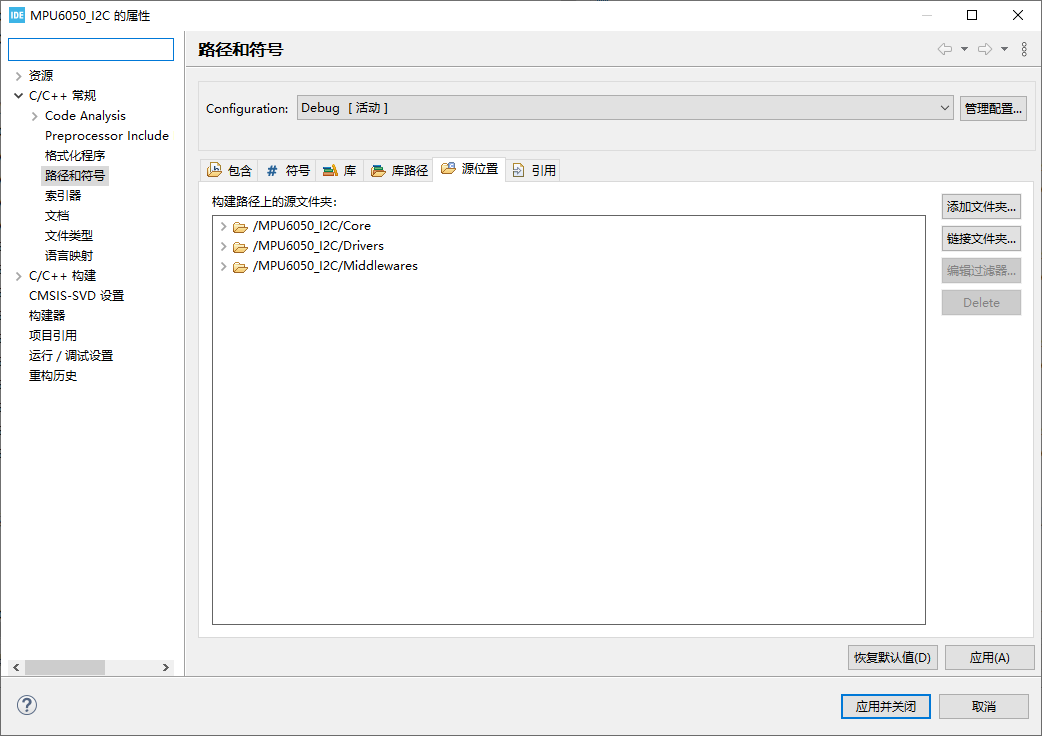 IDE MPU6050_I2C 的属性
路径和符号
资源
C/C++ 常规
Code Analysis
Preprocessor Include
格式化程序
路径和符号
索引器
文档
文件类型
语言映射
C/C++ 构建
CMSIS-SVD 设置
构建器
项目引用
运行 / 调试设置
重构历史
Configuration:
Debug [ 活动 ]
管理配置...
包含
# 符号
库
库路径
源位置
引用
构建路径上的源文件夹:
/MPU6050_I2C/Core
/MPU6050_I2C/Drivers
/MPU6050_I2C/Middlewares
添加文件夹...
链接文件夹...
编辑过滤器...
Delete
恢复默认值(D)
应用(A)
?
应用并关闭
取消